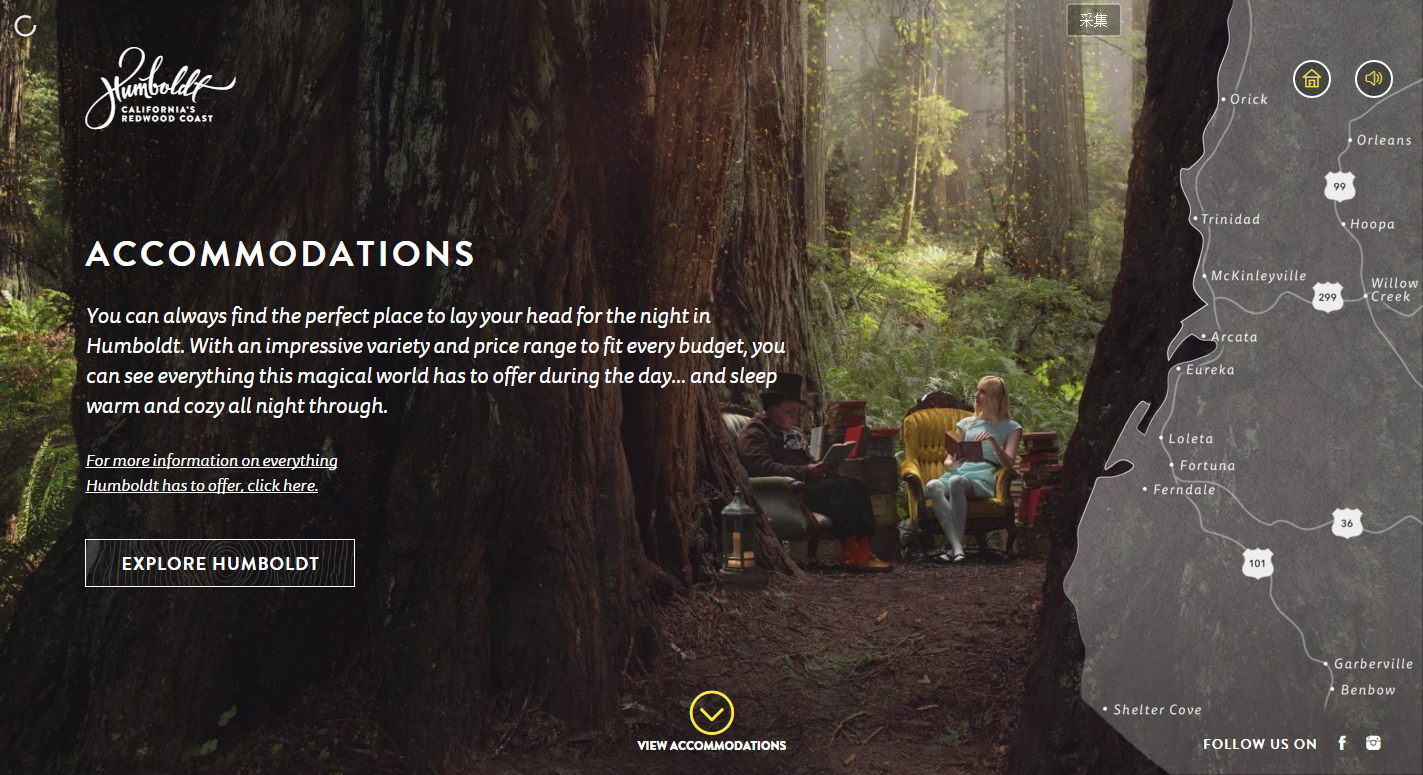 采集
Humboldt
CALIFORNIA'S
REDWOOD COAST
ACCOMMODATIONS
You can always find the perfect place to lay your head for the night in
Humboldt. With an impressive variety and price range to fit every budget, you
can see everything this magical world has to offer during the day... and sleep
warm and cozy all night through.
For more information on everything
Humboldt has to offer, click here.
EXPLORE HUMBOLDT
VIEW ACCOMMODATIONS
Orick
Orleans
99
Trinidad
Hoopa
McKinleyville
Willow
Creek
299
Arcata
Eureka
Loleta
Fortuna
Ferndale
36
101
Garberville
Benbow
Shelter Cove
FOLLOW US ON